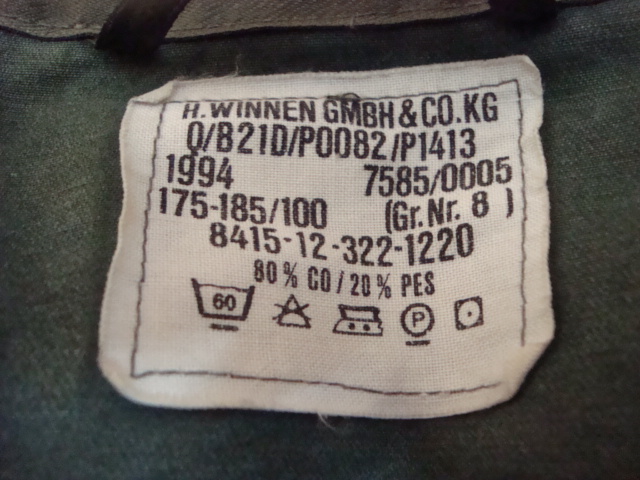 H. WINNEN GMBH & CO. KG
Q/B21D/P0082/P1413
1994 7585/0005
175-185/100 (Gr. Nr. 8 )
8415-12-322-1220
80 % CO / 20 % PES
60 P